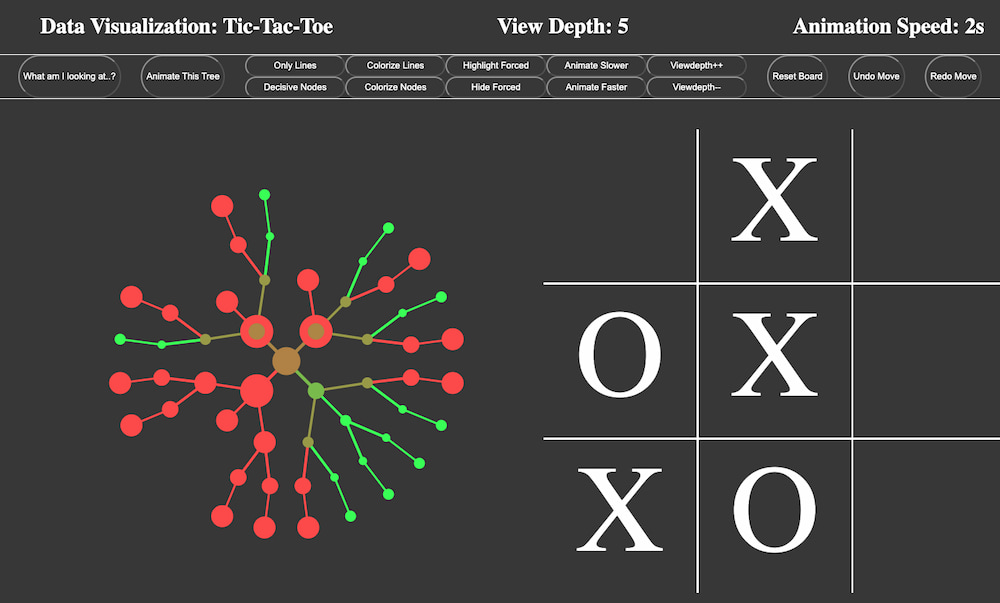 Data Visualization: Tic-Tac-Toe View Depth: 5 Animation Speed: 2s
What am I looking at..?
Animate This Tree
Only Lines
Colorize Lines
Highlight Forced
Animate Slower
Viewdepth++
Decisive Nodes
Colorize Nodes
Hide Forced
Animate Faster
Viewdepth--
Reset Board
Undo Move
Redo Move
X
O X
X O